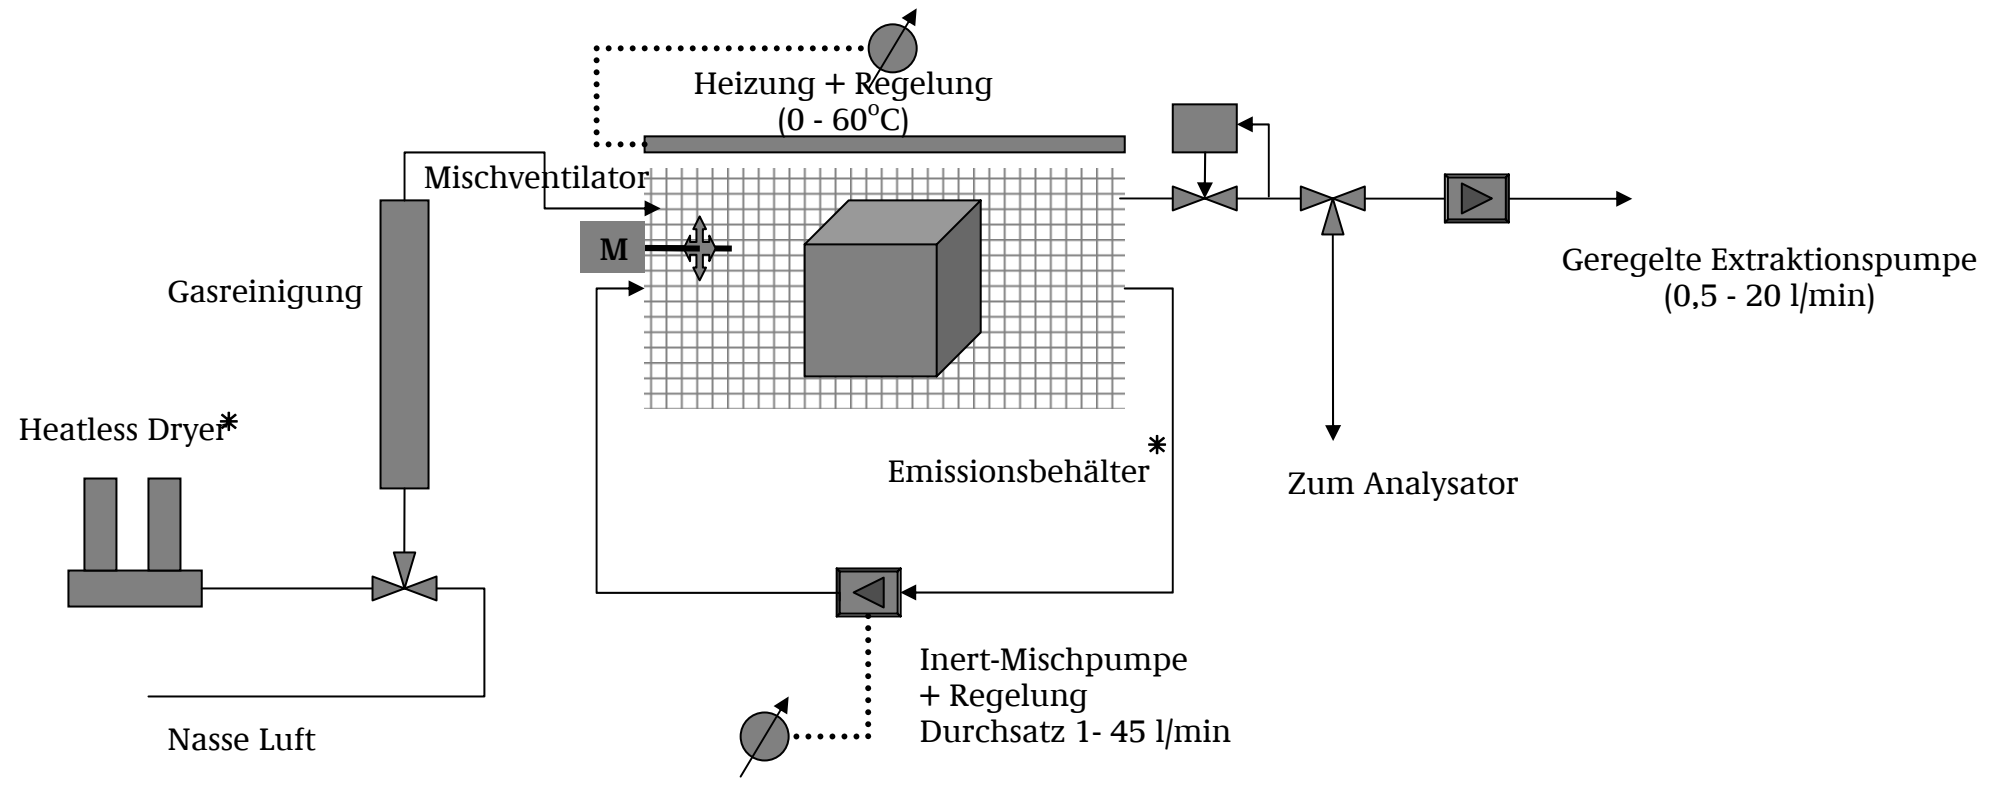 Heizung + Regelung
(0 - 60°C)
Mischventilator
M
Gasreinigung
Geregelte Extraktionspumpe
(0,5 - 20 l/min)
Heatless Dryer*
Emissionsbehälter*
Zum Analysator
Inert-Mischpumpe
+ Regelung
Durchsatz 1- 45 l/min
Nasse Luft